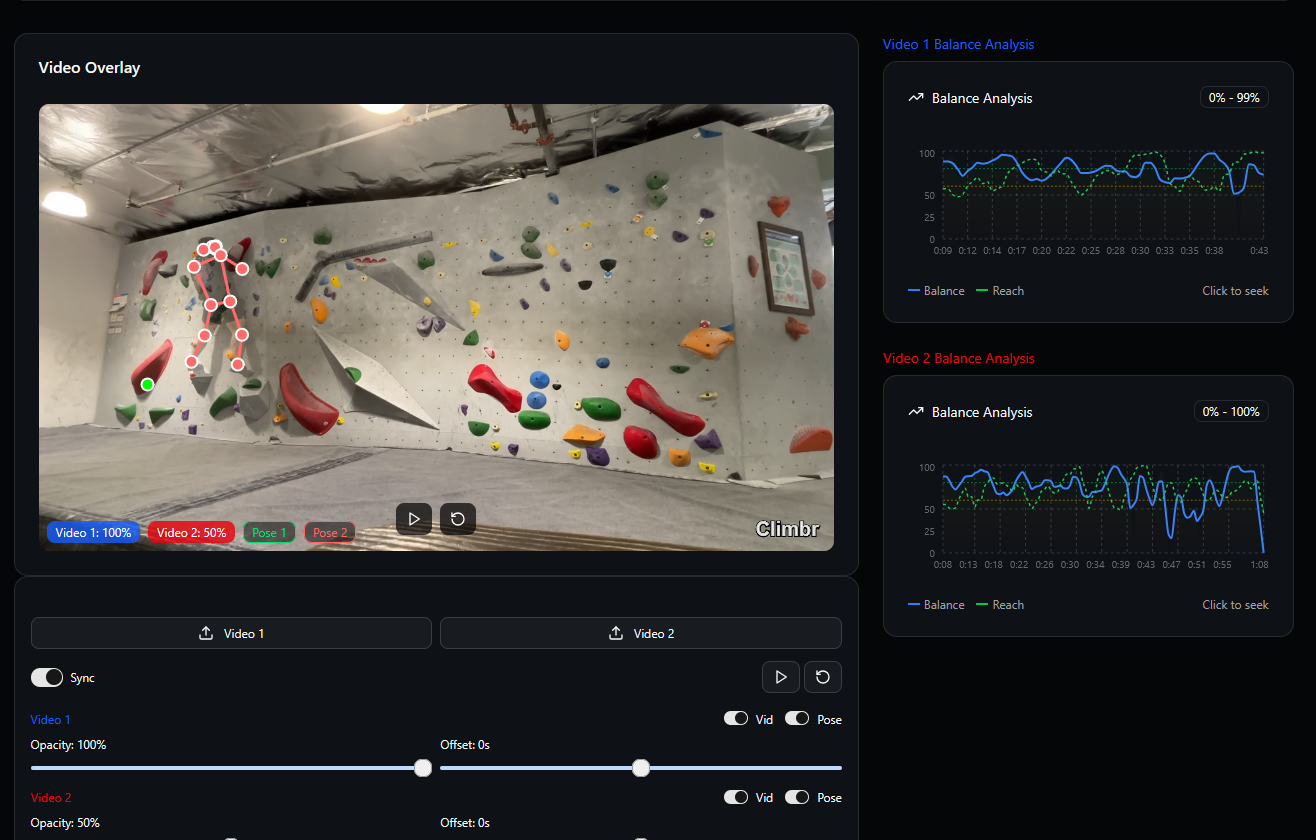 Video Overlay
Video 1: 100%
Video 2: 50%
Pose 1
Pose 2
Climbr
Video 1
Video 2
Sync
Video 1
Vid
Pose
Opacity: 100%
Offset: 0s
Video 2
Vid
Pose
Opacity: 50%
Offset: 0s
Video 1 Balance Analysis
Balance Analysis
0% - 99%
100
50
25
0
0:09 0:12 0:14 0:17 0:20 0:22 0:25 0:28 0:30 0:33 0:35 0:38 0:43
Balance
Reach
Click to seek
Video 2 Balance Analysis
Balance Analysis
0% - 100%
100
50
25
0
0:08 0:13 0:18 0:22 0:26 0:30 0:34 0:39 0:43 0:47 0:51 0:55 1:08
Balance
Reach
Click to seek